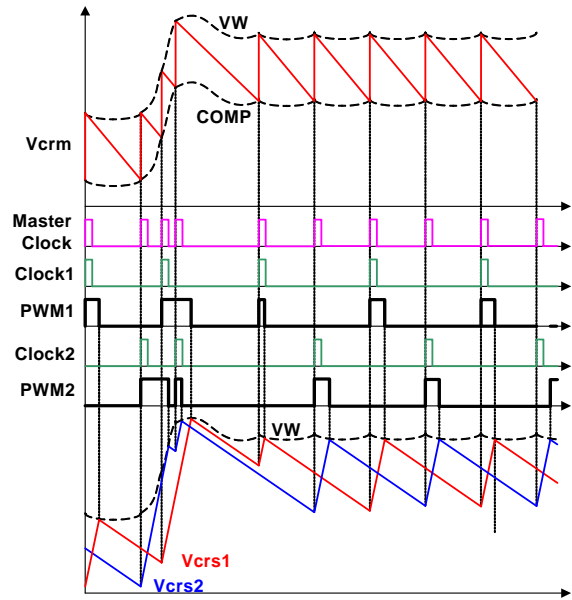 VW
COMP
Vcrm
Master
Clock
Clock1
PWM1
Clock2
PWM2
VW
Vcrs1
Vcrs2